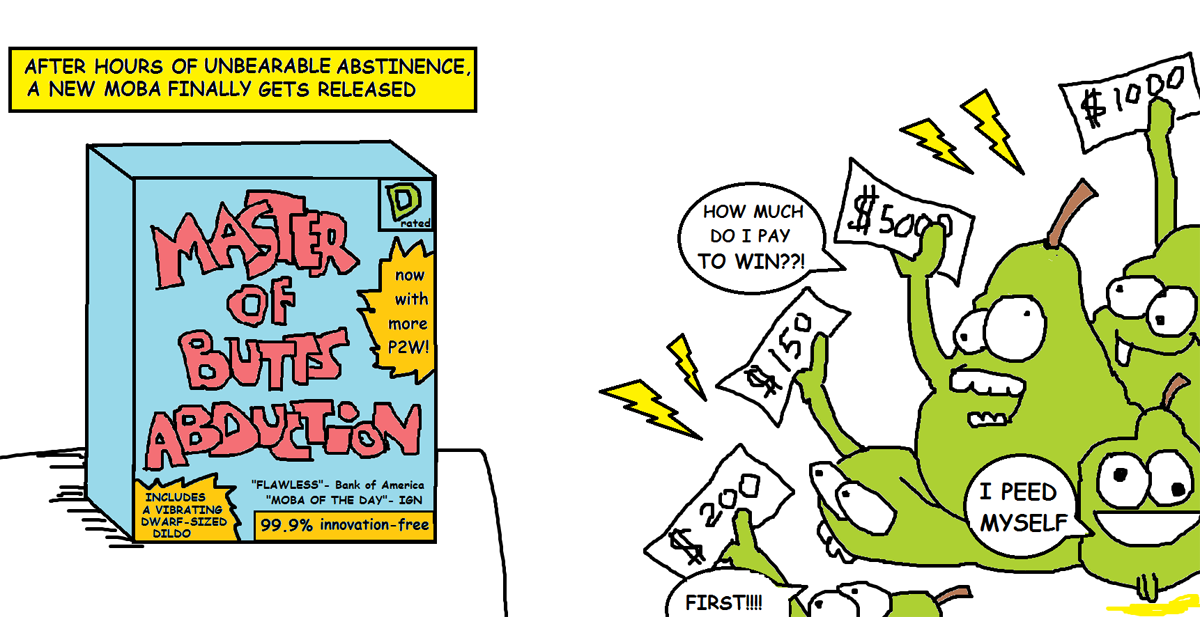 AFTER HOURS OF UNBEARABLE ABSTINENCE,
A NEW MOBA FINALLY GETS RELEASED
MASTER
OF
BUTTS
ABDUCTION
D
rated
now
with
more
P2W!
INCLUDES
A VIBRATING
DWARF-SIZED
DILDO
"FLAWLESS"- Bank of America
"MOBA OF THE DAY"- IGN
99.9% innovation-free
$1000
$5000
HOW MUCH
DO I PAY
TO WIN??!
$150
$200
I PEED
MYSELF
FIRST!!!!